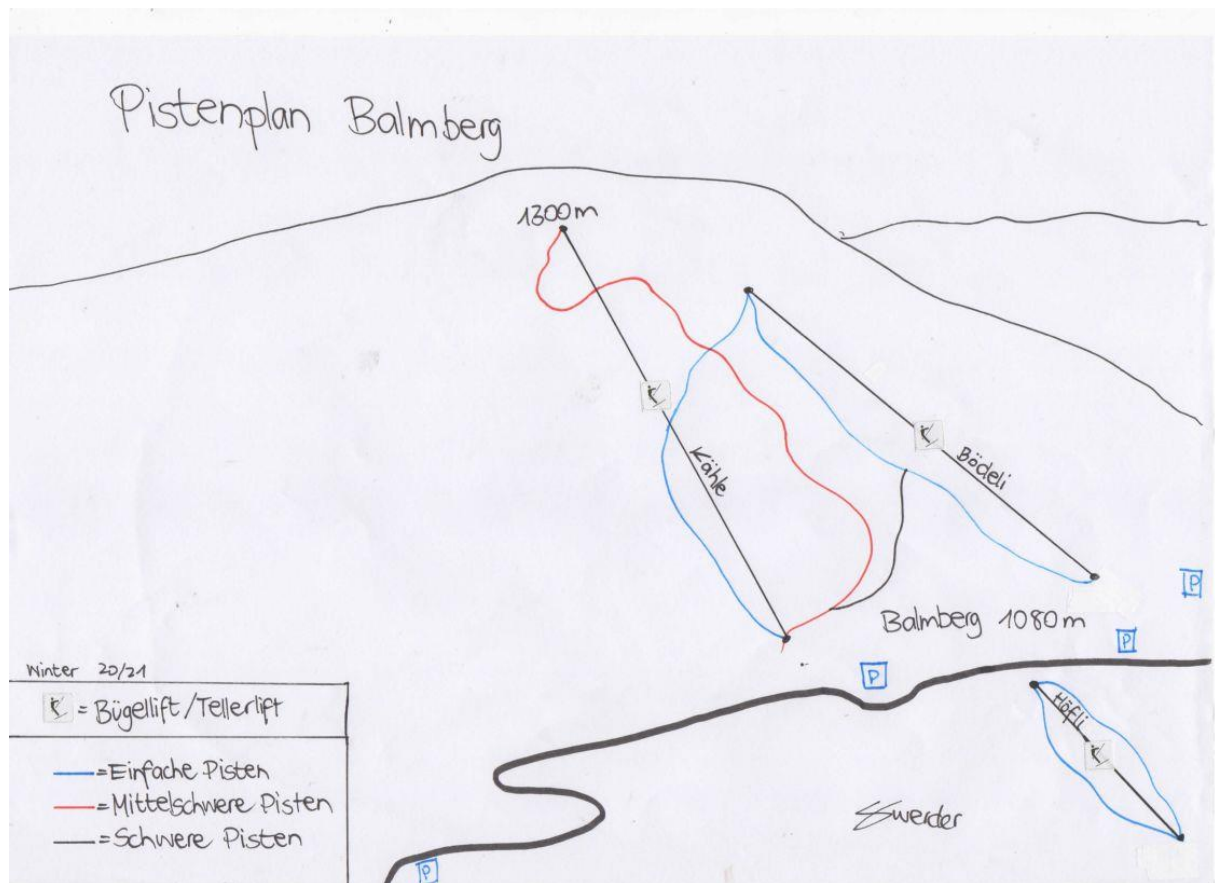 Pistenplan Balmberg
1300m
Kähle
Bödeli
Balmberg 1080m
P
P
P
P
Höfli
Winter 20/21
= Bügellift/Tellerlift
= Einfache Pisten
= Mittelschwere Pisten
= Schwere Pisten